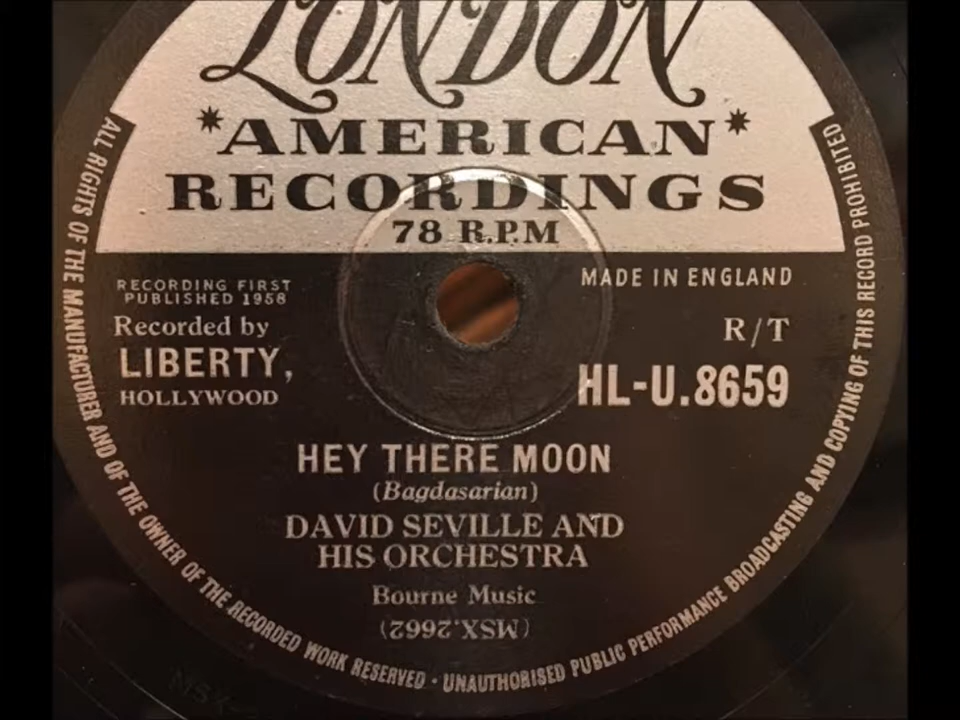 LONDON
*AMERICAN*
RECORDINGS
78 R.P.M
RECORDING FIRST
PUBLISHED 1958
Recorded by
LIBERTY,
HOLLYWOOD
MADE IN ENGLAND
R/T
HL-U.8659
HEY THERE MOON
(Bagdasarian)
DAVID SEVILLE AND
HIS ORCHESTRA
Bourne Music
(MSX.2662)
ALL RIGHTS OF THE MANUFACTURER AND OF THE OWNER OF THE RECORDED WORK RESERVED · UNAUTHORISED PUBLIC PERFORMANCE BROADCASTING AND COPYING OF THIS RECORD PROHIBITED